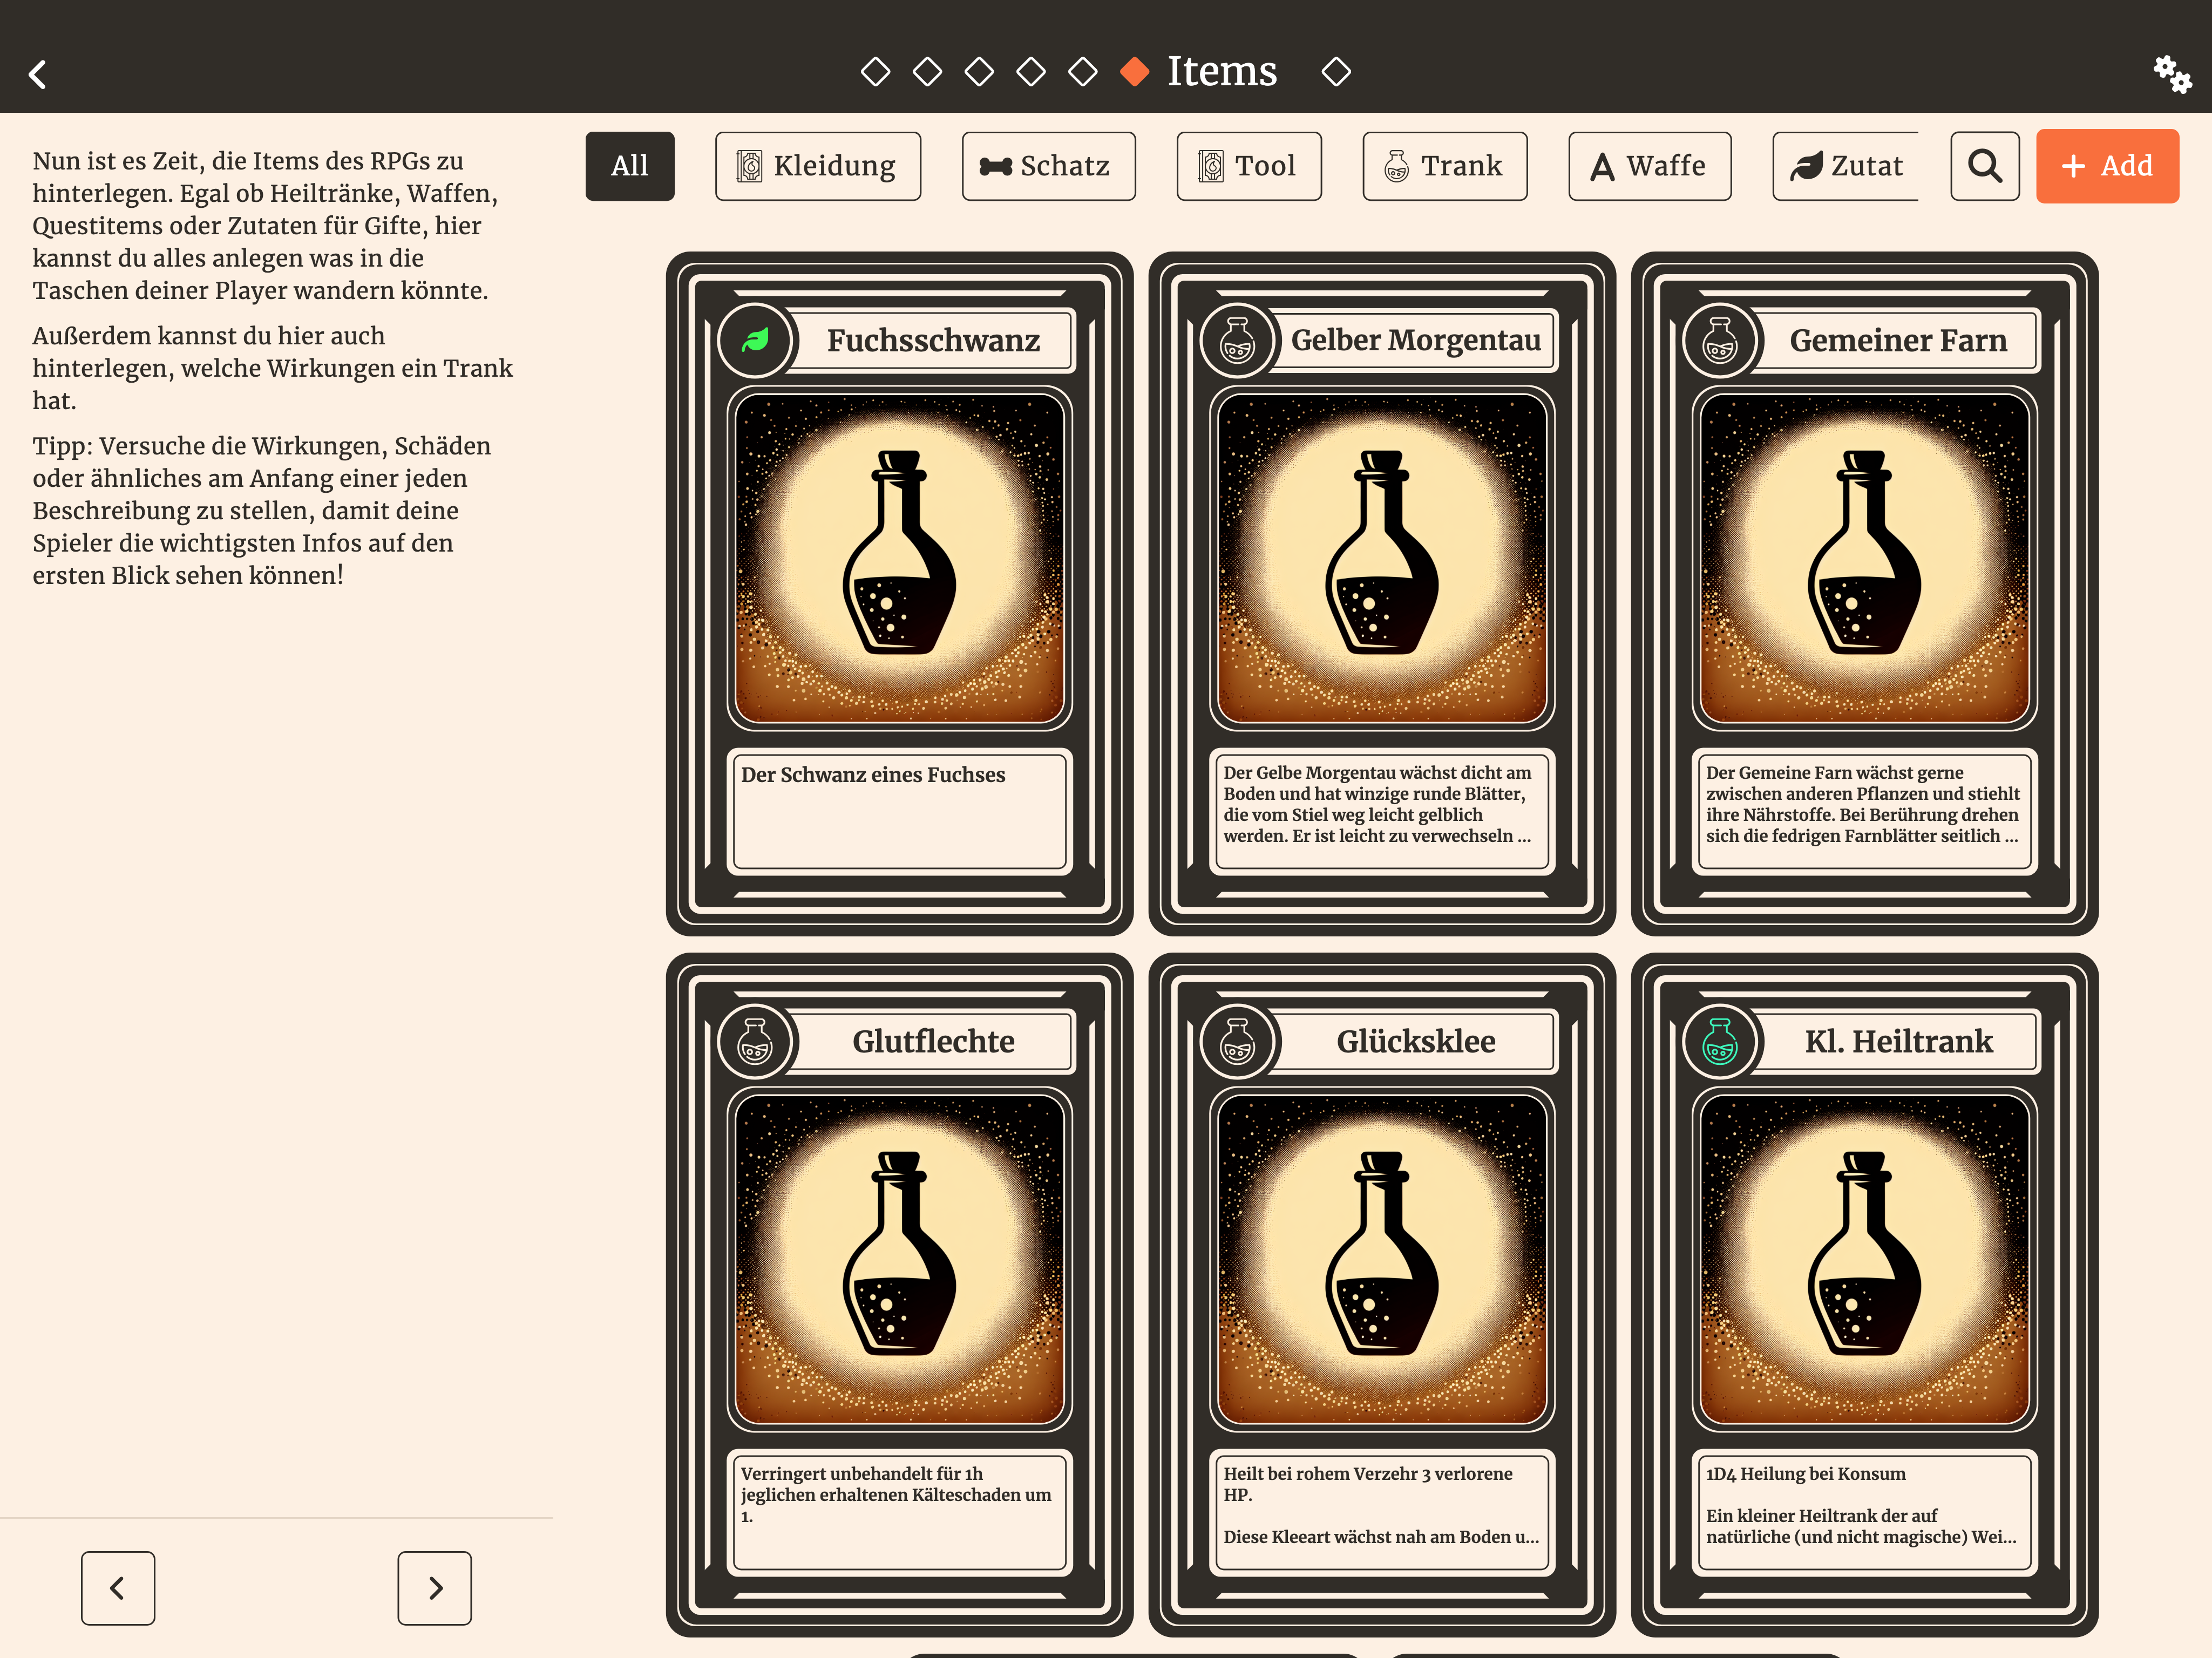 Items
Nun ist es Zeit, die Items des RPGs zu
hinterlegen. Egal ob Heiltränke, Waffen,
Questitems oder Zutaten für Gifte, hier
kannst du alles anlegen was in die
Taschen deiner Player wandern könnte.
Außerdem kannst du hier auch
hinterlegen, welche Wirkungen ein Trank
hat.
Tipp: Versuche die Wirkungen, Schäden
oder ähnliches am Anfang einer jeden
Beschreibung zu stellen, damit deine
Spieler die wichtigsten Infos auf den
ersten Blick sehen können!
All
Kleidung
Schatz
Tool
Trank
Waffe
Zutat
Add
Fuchsschwanz
Der Schwanz eines Fuchses
Gelber Morgentau
Der Gelbe Morgentau wächst dicht am
Boden und hat winzige runde Blätter,
die vom Stiel weg leicht gelblich
werden. Er ist leicht zu verwechseln ...
Gemeiner Farn
Der Gemeine Farn wächst gerne
zwischen anderen Pflanzen und stiehlt
ihre Nährstoffe. Bei Berührung drehen
sich die fedrigen Farnblätter seitlich ...
Glutflechte
Verringert unbehandelt für 1h
jeglichen erhaltenen Kälteschaden um
1.
Glücksklee
Heilt bei rohem Verzehr 3 verlorene
HP.
Diese Kleeart wächst nah am Boden u...
Kl. Heiltrank
1D4 Heilung bei Konsum
Ein kleiner Heiltrank der auf
natürliche (und nicht magische) Wei...